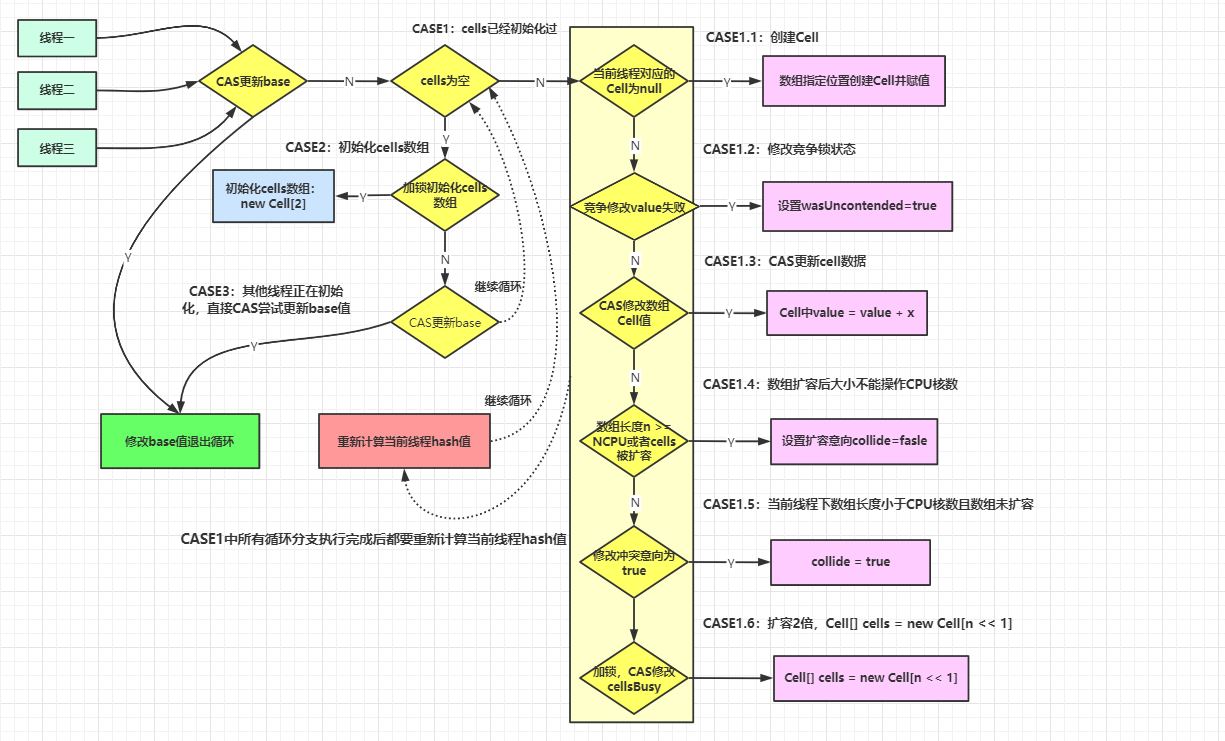 线程一
线程二
线程三
CAS更新base
N
cells为空
CASE1：cells已经初始化过
N
Y
CASE2：初始化cells数组
加锁初始化cells
数组
Y
初始化cells数组：
new Cell[2]
N
CASE3：其他线程正在初始
化，直接CAS尝试更新base值
CAS更新base
继续循环
Y
Y
修改base值退出循环
重新计算当前线程hash值
继续循环
CASE1中所有循环分支执行完成后都要重新计算当前线程hash值
CASE1.1：创建Cell
当前线程对应的
Cell为null
Y
数组指定位置创建Cell并赋值
N
CASE1.2：修改竞争锁状态
竞争修改value失败
Y
设置wasUncontended=true
N
CASE1.3：CAS更新cell数据
CAS修改数组
Cell值
Y
Cell中value = value + x
N
CASE1.4：数组扩容后大小不能操作CPU核数
数组长度n >=
NCPU或者cells
被扩容
Y
设置扩容意向collide=fasle
N
CASE1.5：当前线程下数组长度小于CPU核数且数组未扩容
修改冲突意向为
true
Y
collide = true
CASE1.6：扩容2倍，Cell[] cells = new Cell[n << 1]
加锁，CAS修改
cellsBusy
Cell[] cells = new Cell[n << 1]